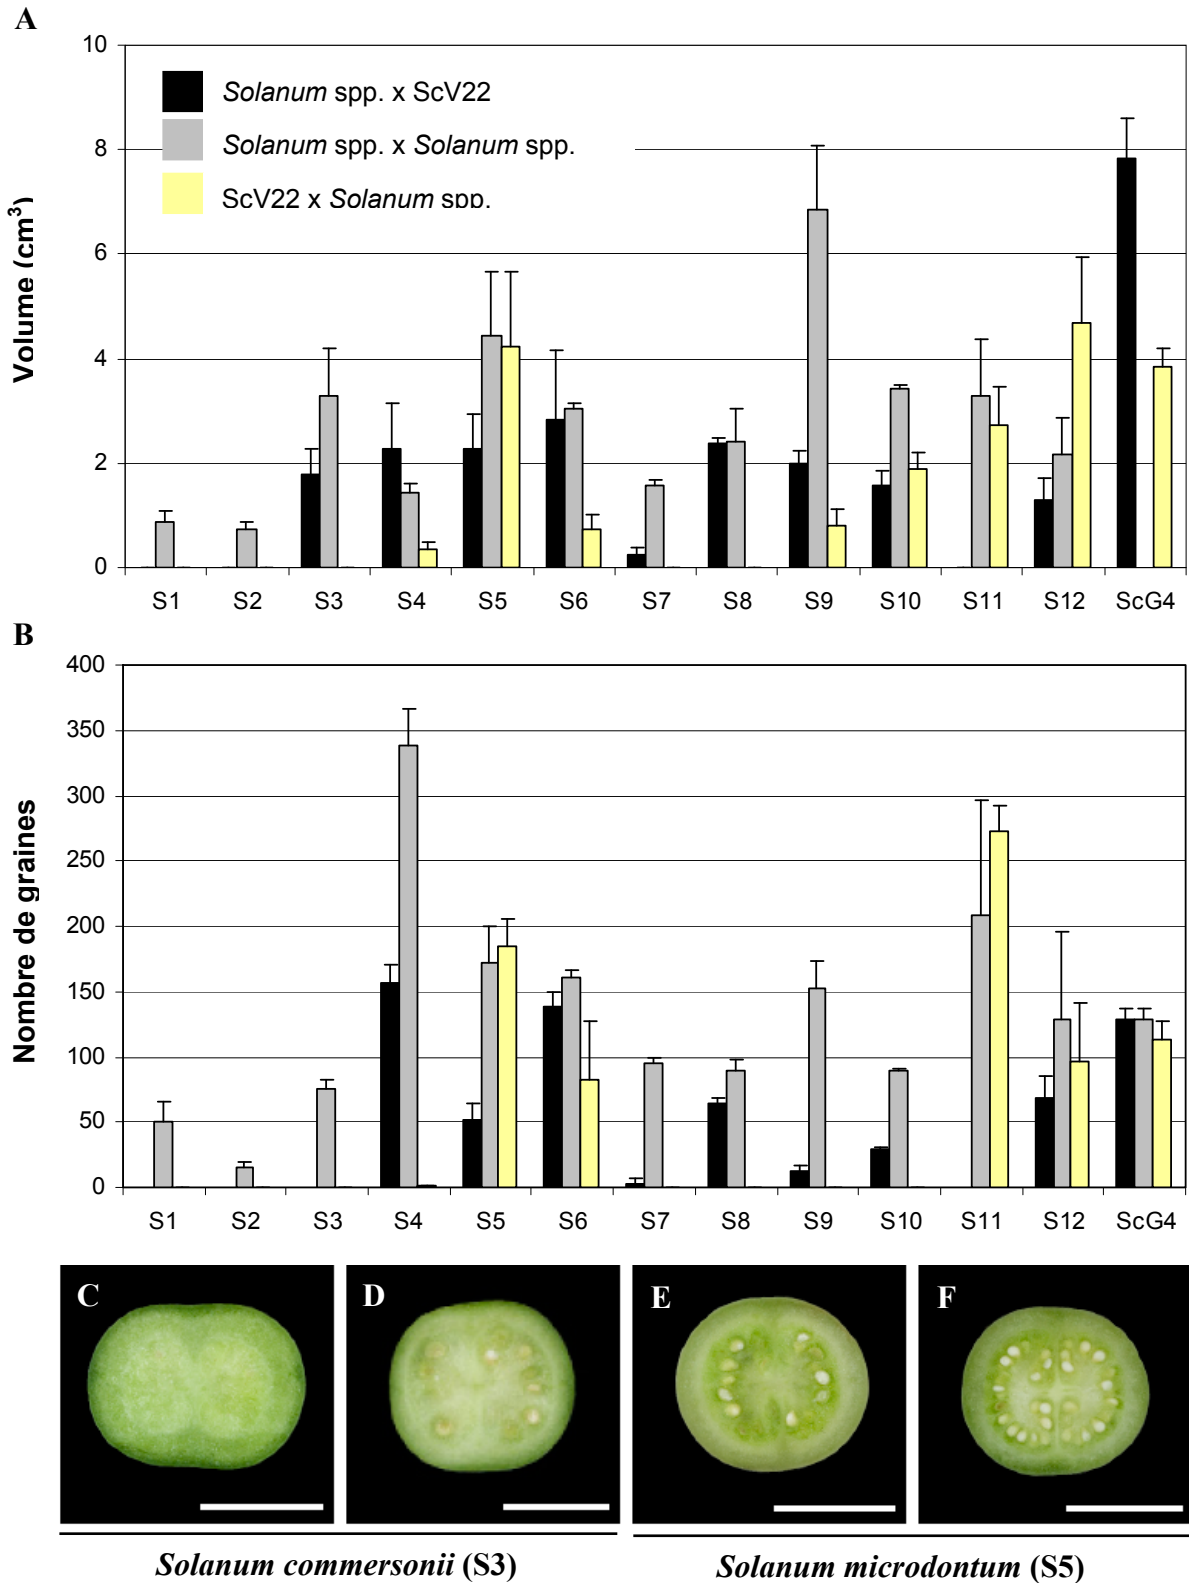 A
10
8
6
4
2
0
Volume (cm³)
Solanum spp. x ScV22
Solanum spp. x Solanum spp.
ScV22 x Solanum spp.
S1 S2 S3 S4 S5 S6 S7 S8 S9 S10 S11 S12 ScG4
B
400
350
300
250
200
150
100
50
0
Nombre de graines
S1 S2 S3 S4 S5 S6 S7 S8 S9 S10 S11 S12 ScG4
C D E F
Solanum commersonii (S3) Solanum microdontum (S5)